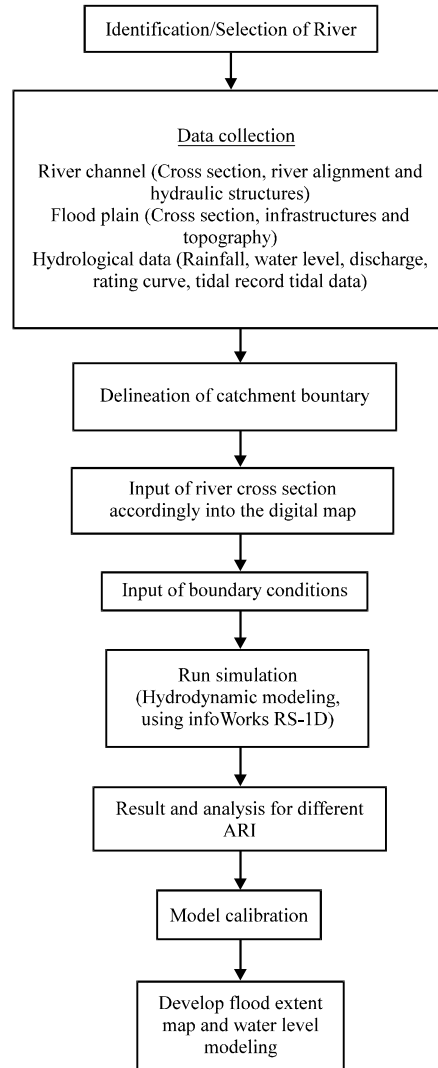 Identification/Selection of River
Data collection
River channel (Cross section, river alignment and
hydraulic structures)
Flood plain (Cross section, infrastructures and
topography)
Hydrological data (Rainfall, water level, discharge,
rating curve, tidal record tidal data)
Delineation of catchment bountary
Input of river cross section
accordingly into the digital map
Input of boundary conditions
Run simulation
(Hydrodynamic modeling,
using infoWorks RS-1D)
Result and analysis for different
ARI
Model calibration
Develop flood extent
map and water level
modeling